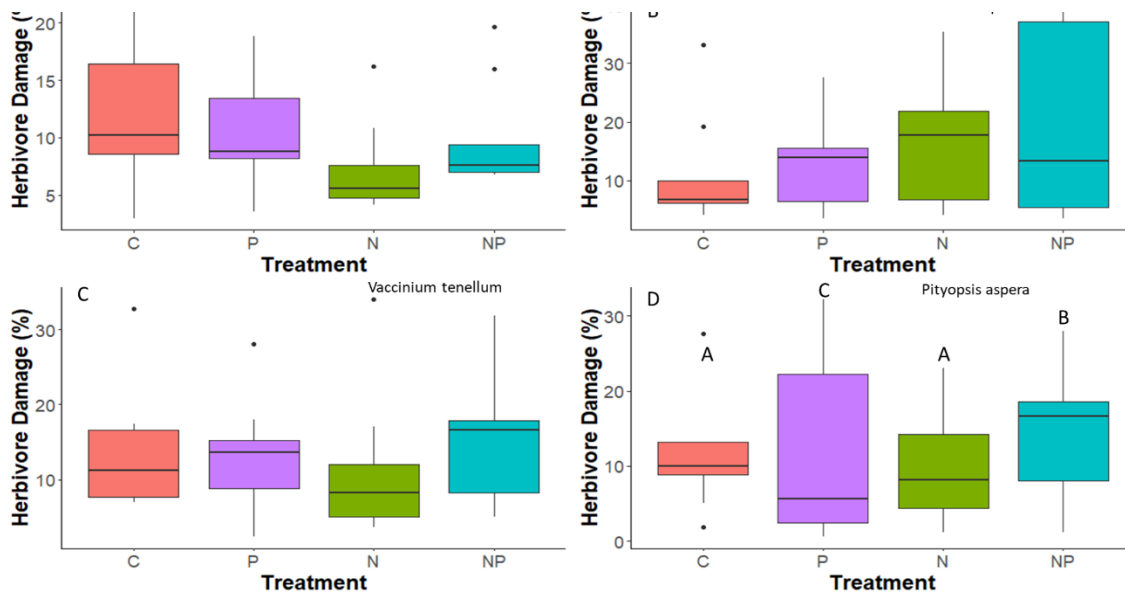 Herbivore Damage (
20
15
10
5
C P N NP
Treatment
B
Herbivore Damage (
30
20
10
C P N NP
Treatment
C
Vaccinium tenellum
Herbivore Damage (%)
30
20
10
C P N NP
Treatment
D
Pityopsis aspera
Herbivore Damage (%)
30
20
10
0
A
C
A
B
C P N NP
Treatment